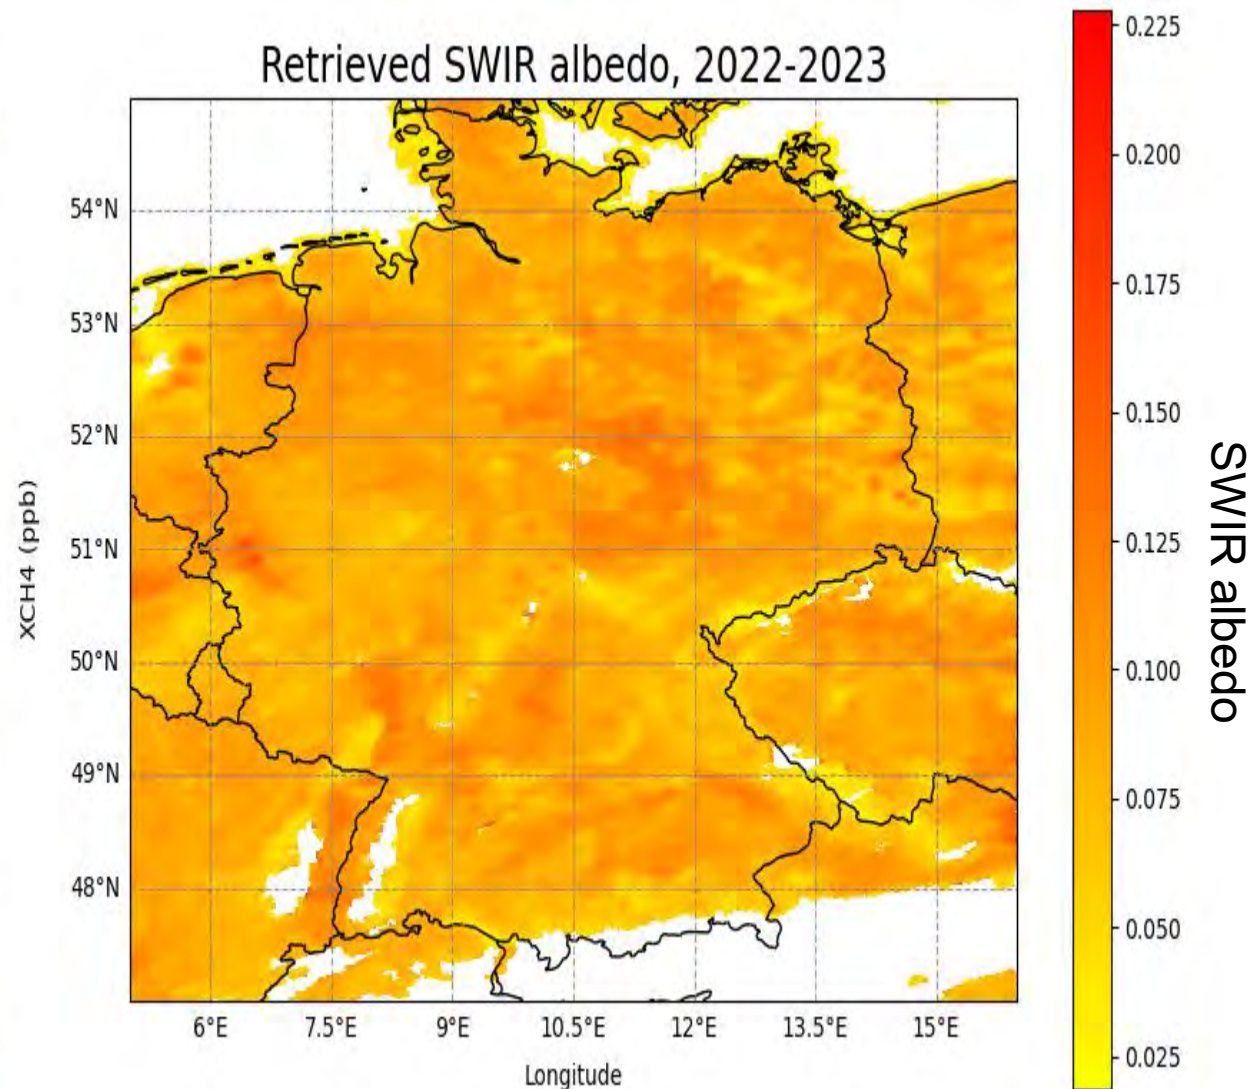 Retrieved SWIR albedo, 2022-2023
54°N
53°N
52°N
51°N
50°N
49°N
48°N
XCH4 (ppb)
6°E
7.5°E
9°E
10.5°E
12°E
13.5°E
15°E
Longitude
0.225
0.200
0.175
0.150
0.125
0.100
0.075
0.050
0.025
SWIR albedo